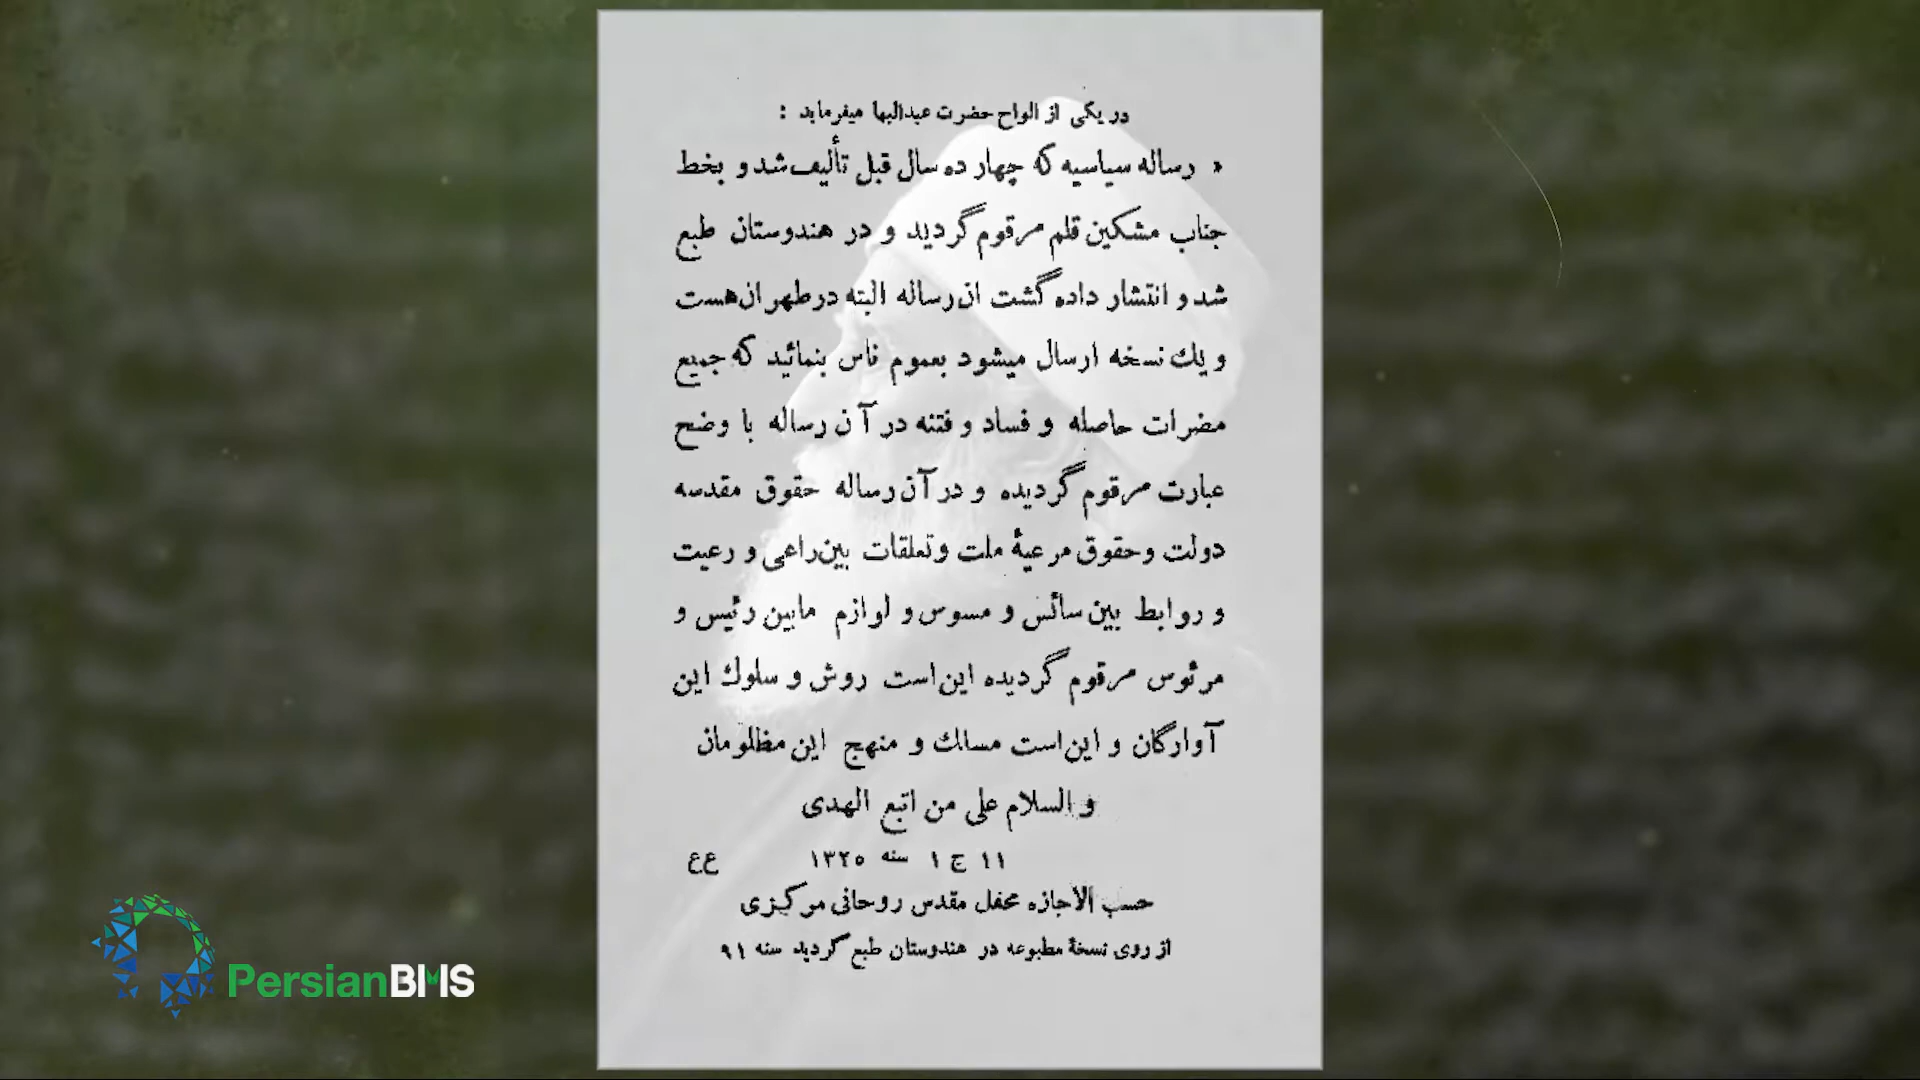 در یکی از الواح حضرت عبدالبها میفرماید :
« رساله سیاسیه که چهار ده سال قبل تألیف شد و بخط
جناب مشکین قلم مرقوم گردید و در هندوستان طبع
شد و انتشار داده گشت ان رساله البته در طهران هست
و یك نسخه ارسال میشود بعموم ناس بنمائید که جمیع
مضرات حاصله و فساد و فتنه در آن رساله با وضح
عبارت مرقوم گردیده و در آن رساله حقوق مقدسه
دولت و حقوق مرعیهٔ ملت و تعلقات بین راعی و رعیت
و روابط بین سائس و مسوس و لوازم مابین رئیس و
مرئوس مرقوم گردیده این است روش و سلوك این
آوارگان و این است مسالك و منهج این مظلومان
و السلام علی من اتبع الهدی
۱۱ ج ۱ سنه ۱۳۲۵ ع ع
حسب الاجازه محفل مقدس روحانی مرکزی
از روی نسخهٔ مطبوعه در هندوستان طبع گردید سنه ۹۱
PersianBMS